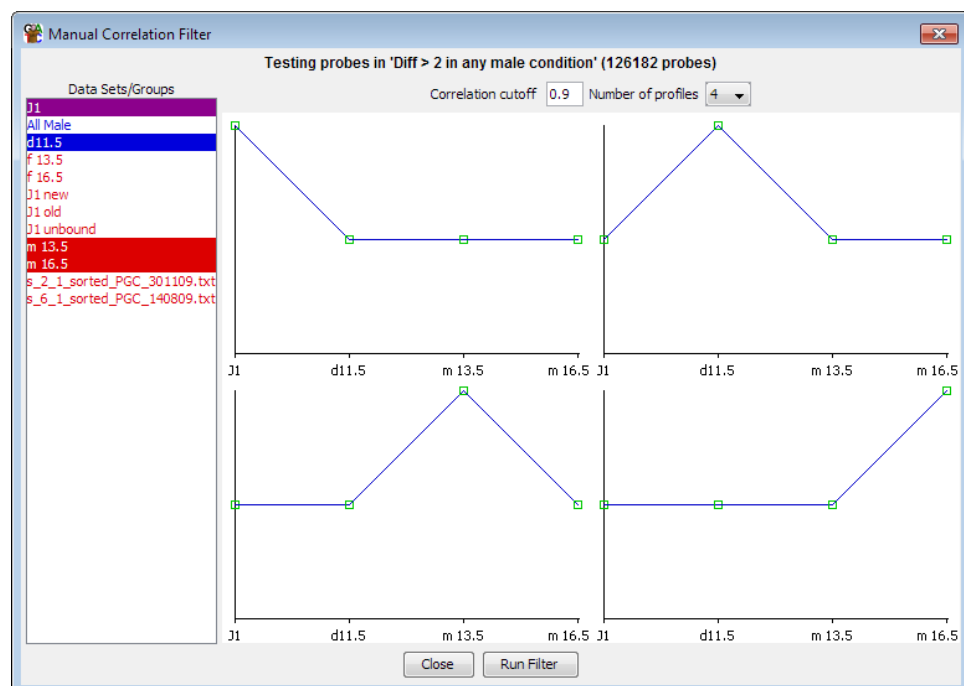 Manual Correlation Filter
Testing probes in 'Diff > 2 in any male condition' (126182 probes)
Data Sets/Groups
Correlation cutoff 0.9 Number of profiles 4
J1
All Male
d11.5
f 13.5
f 16.5
J1 new
J1 old
J1 unbound
m 13.5
m 16.5
s_2_1_sorted_PGC_301109.txt
s_6_1_sorted_PGC_140809.txt
J1 d11.5 m 13.5 m 16.5
J1 d11.5 m 13.5 m 16.5
J1 d11.5 m 13.5 m 16.5
J1 d11.5 m 13.5 m 16.5
Close Run Filter